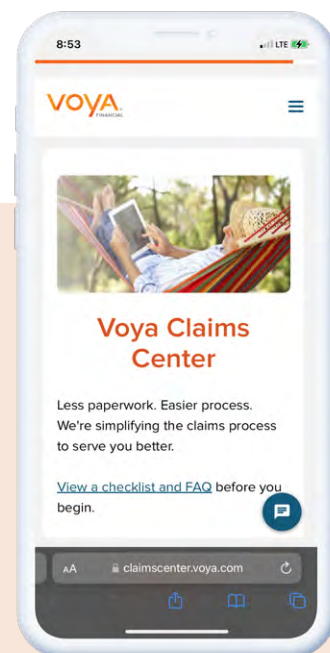 8:53
LTE
VOYA
FINANCIAL
Voya Claims
Center
Less paperwork. Easier process.
We're simplifying the claims process
to serve you better.
View a checklist and FAQ before you
begin.
AA claimscenter.voya.com